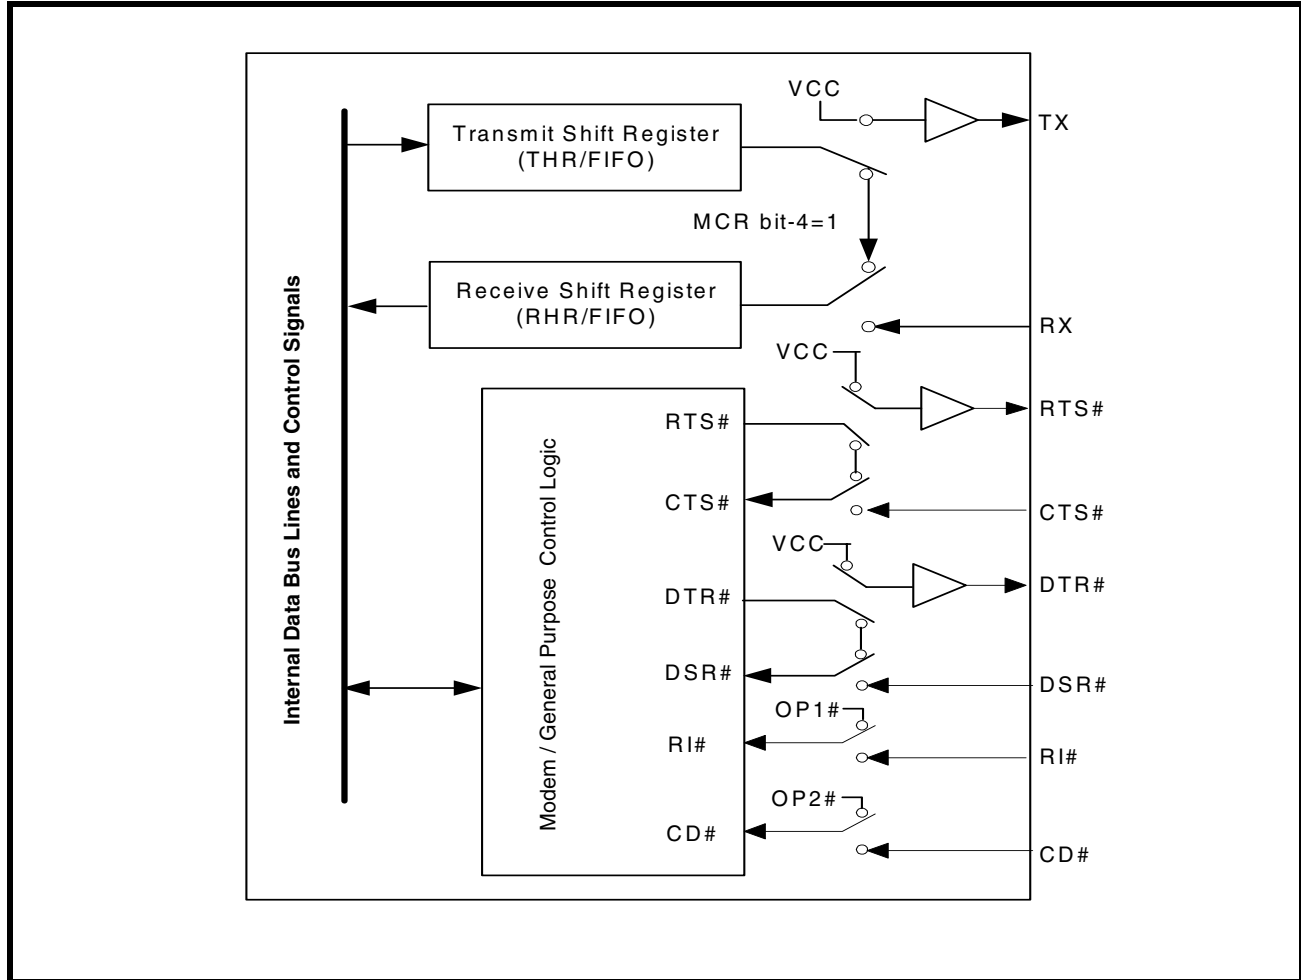 VCC
TX
Transmit Shift Register
(THR/FIFO)
MCR bit-4=1
Receive Shift Register
(RHR/FIFO)
RX
VCC
RTS#
RTS#
CTS#
CTS#
VCC
DTR#
DTR#
DSR#
DSR#
OP1#
RI#
RI#
OP2#
CD#
CD#
Internal Data Bus Lines and Control Signals
Modem / General Purpose Control Logic